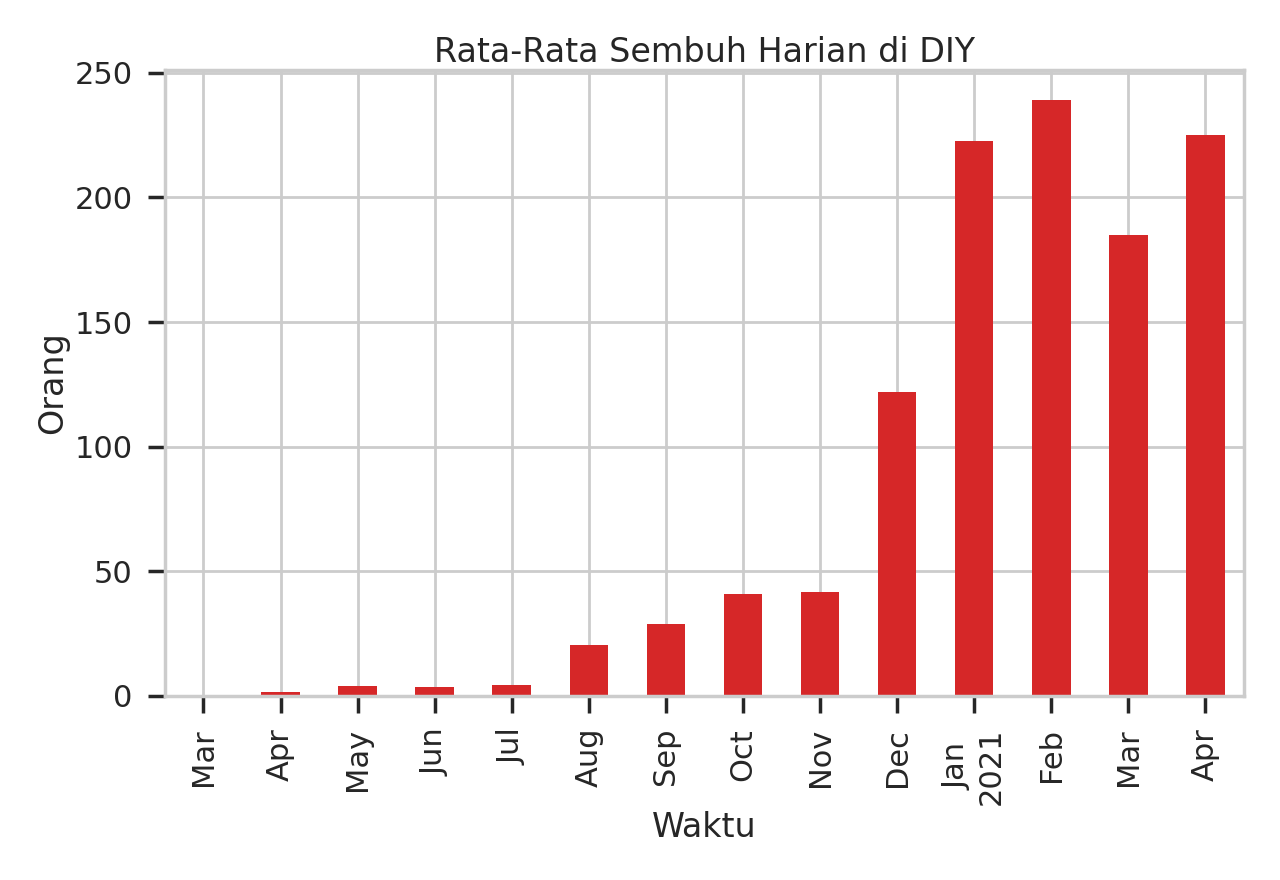 Rata-Rata Sembuh Harian di DIY
250
200
150
100
50
0
Orang
Mar
Apr
May
Jun
Jul
Aug
Sep
Oct
Nov
Dec
Jan
2021
Feb
Mar
Apr
Waktu